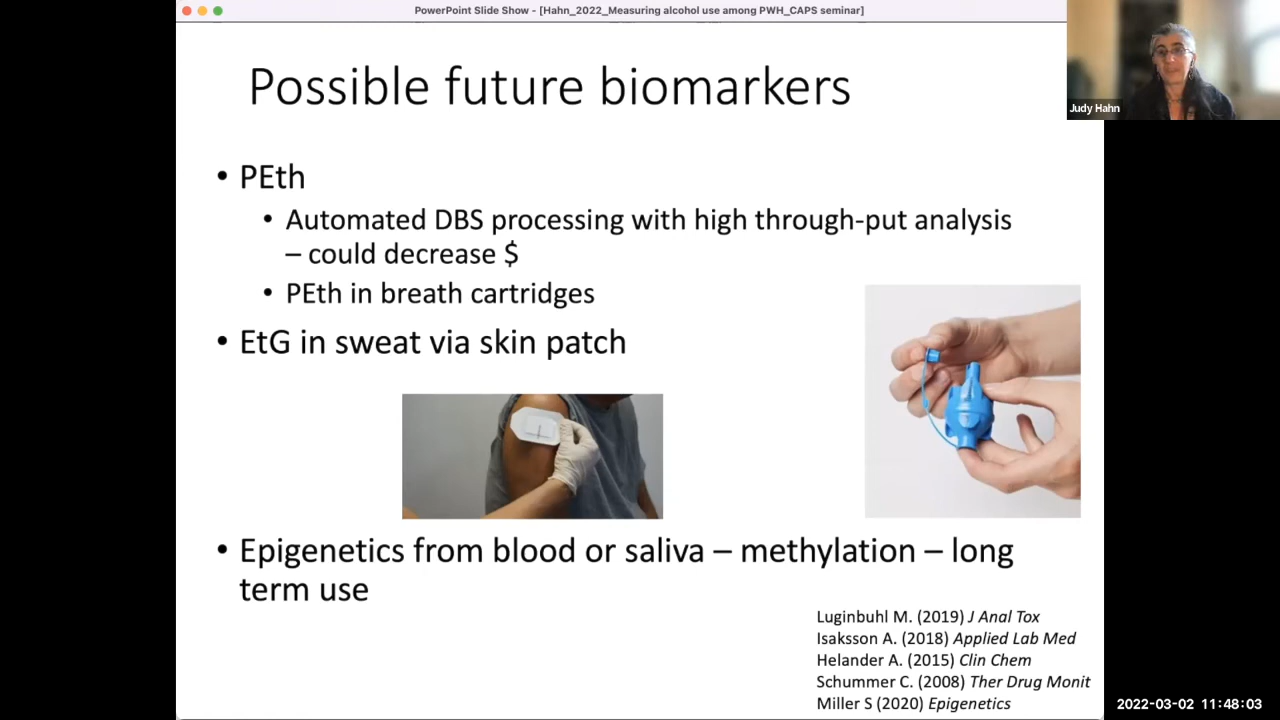 PowerPoint Slide Show - [Hahn_2022_Measuring alcohol use among PWH_CAPS seminar]
Judy Hahn
Possible future biomarkers
• PEth
• Automated DBS processing with high through-put analysis
– could decrease $
• PEth in breath cartridges
• EtG in sweat via skin patch
• Epigenetics from blood or saliva – methylation – long
term use
Luginbuhl M. (2019) J Anal Tox
Isaksson A. (2018) Applied Lab Med
Helander A. (2015) Clin Chem
Schummer C. (2008) Ther Drug Monit
Miller S (2020) Epigenetics
2022-03-02 11:48:03